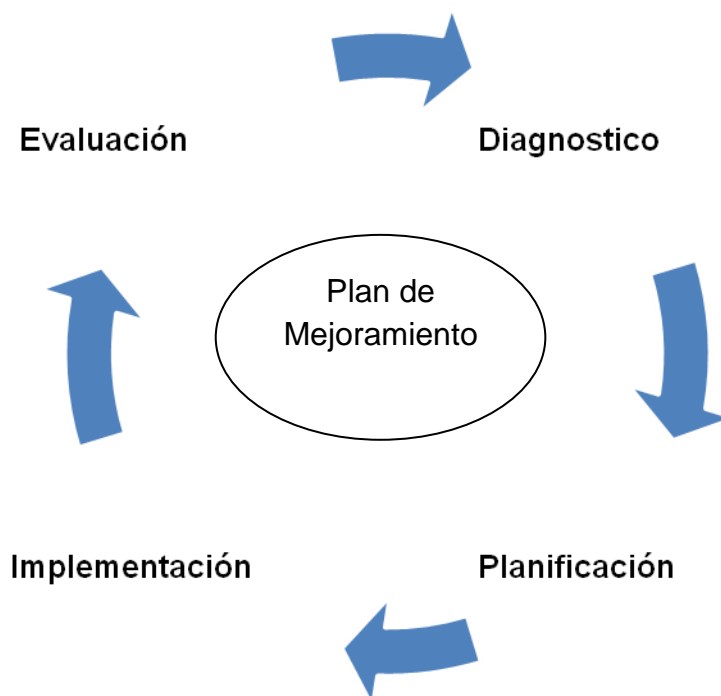 Evaluación
Diagnostico
Plan de
Mejoramiento
Implementación
Planificación